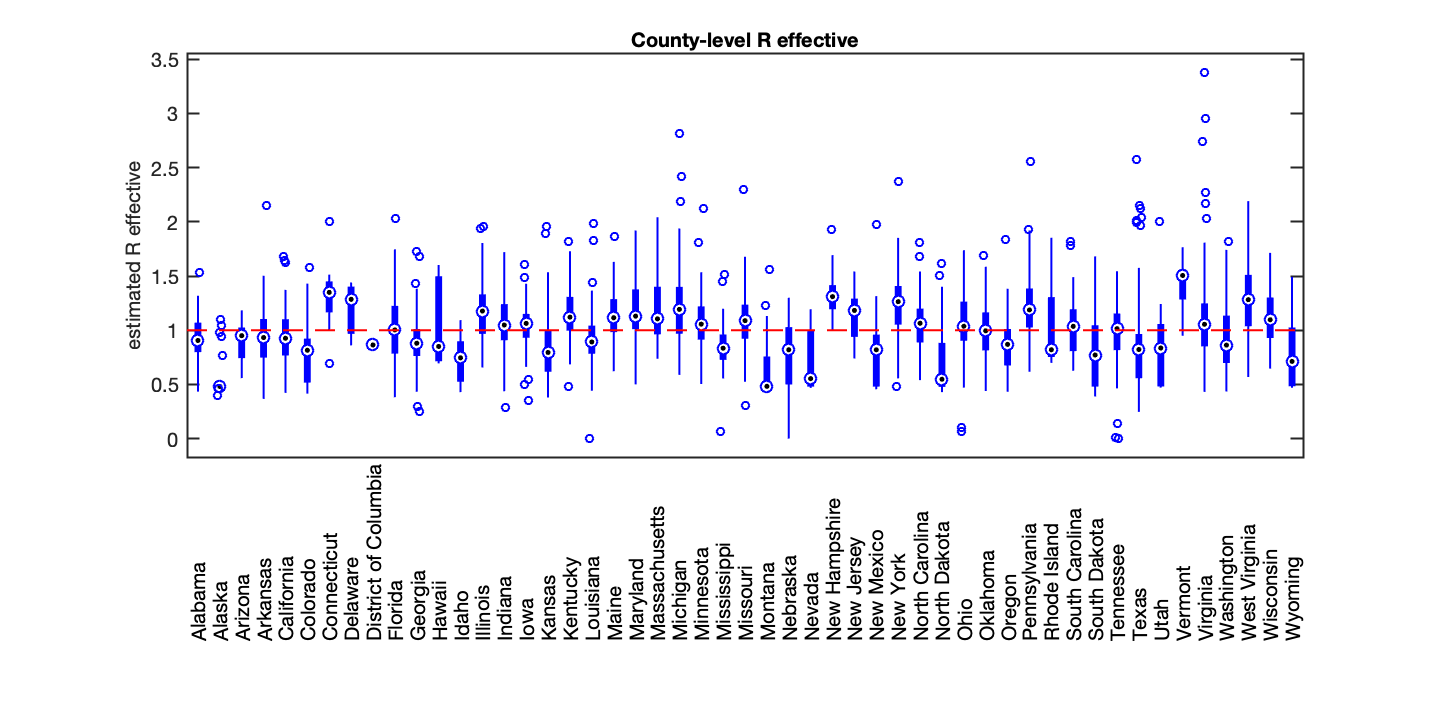 County-level R effective
3.5
3
2.5
2
1.5
1
0.5
0
estimated R effective
Alabama
Alaska
Arizona
Arkansas
California
Colorado
Connecticut
Delaware
District of Columbia
Florida
Georgia
Hawaii
Idaho
Illinois
Indiana
Iowa
Kansas
Kentucky
Louisiana
Maine
Maryland
Massachusetts
Michigan
Minnesota
Mississippi
Missouri
Montana
Nebraska
Nevada
New Hampshire
New Jersey
New Mexico
New York
North Carolina
North Dakota
Ohio
Oklahoma
Oregon
Pennsylvania
Rhode Island
South Carolina
South Dakota
Tennessee
Texas
Utah
Vermont
Virginia
Washington
West Virginia
Wisconsin
Wyoming